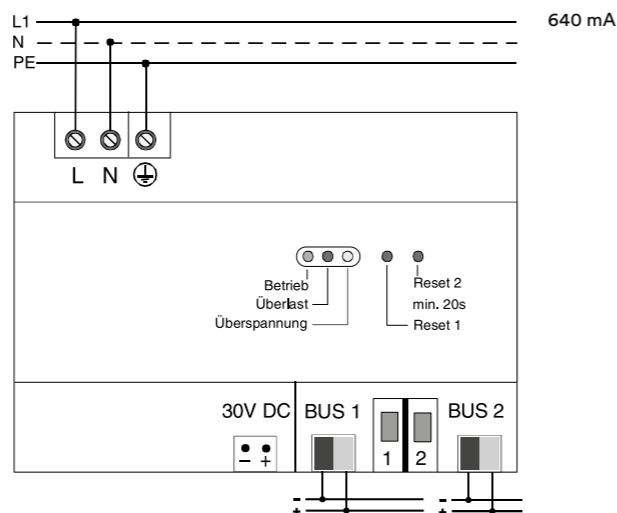 L1
640 mA
N
PE
L N
Betrieb
Überlast
Überspannung
Reset 2
min. 20s
Reset 1
30V DC BUS 1 BUS 2
- + 1 2
- -
+ +